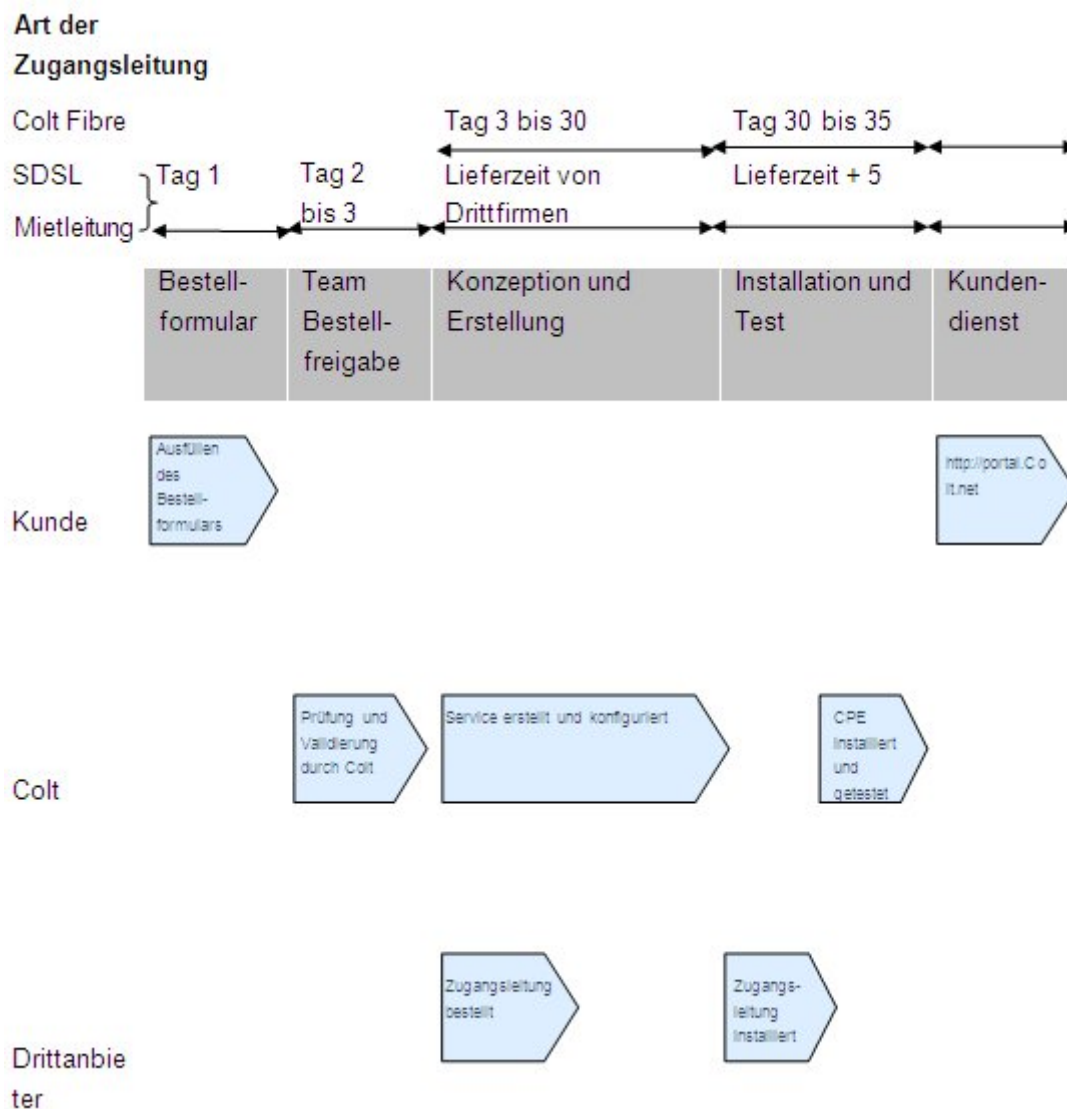 Art der
Zugangsleitung
Colt Fibre
Tag 3 bis 30
Tag 30 bis 35
SDSL
Tag 1
Tag 2
bis 3
Lieferzeit von
Drittfirmen
Lieferzeit + 5
Mietleitung
Bestell-
formular
Team
Bestell-
freigabe
Konzeption und
Erstellung
Installation und
Test
Kunden-
dienst
Kunde
Ausfüllen
des
Bestell-
formulars
http://portal.Co
lt.net
Colt
Prüfung und
Validierung
durch Colt
Service erstellt und konfiguriert
CPE
installiert
und
getestet
Drittanbie
ter
Zugangsleitung
bestellt
Zugangs-
leitung
installiert